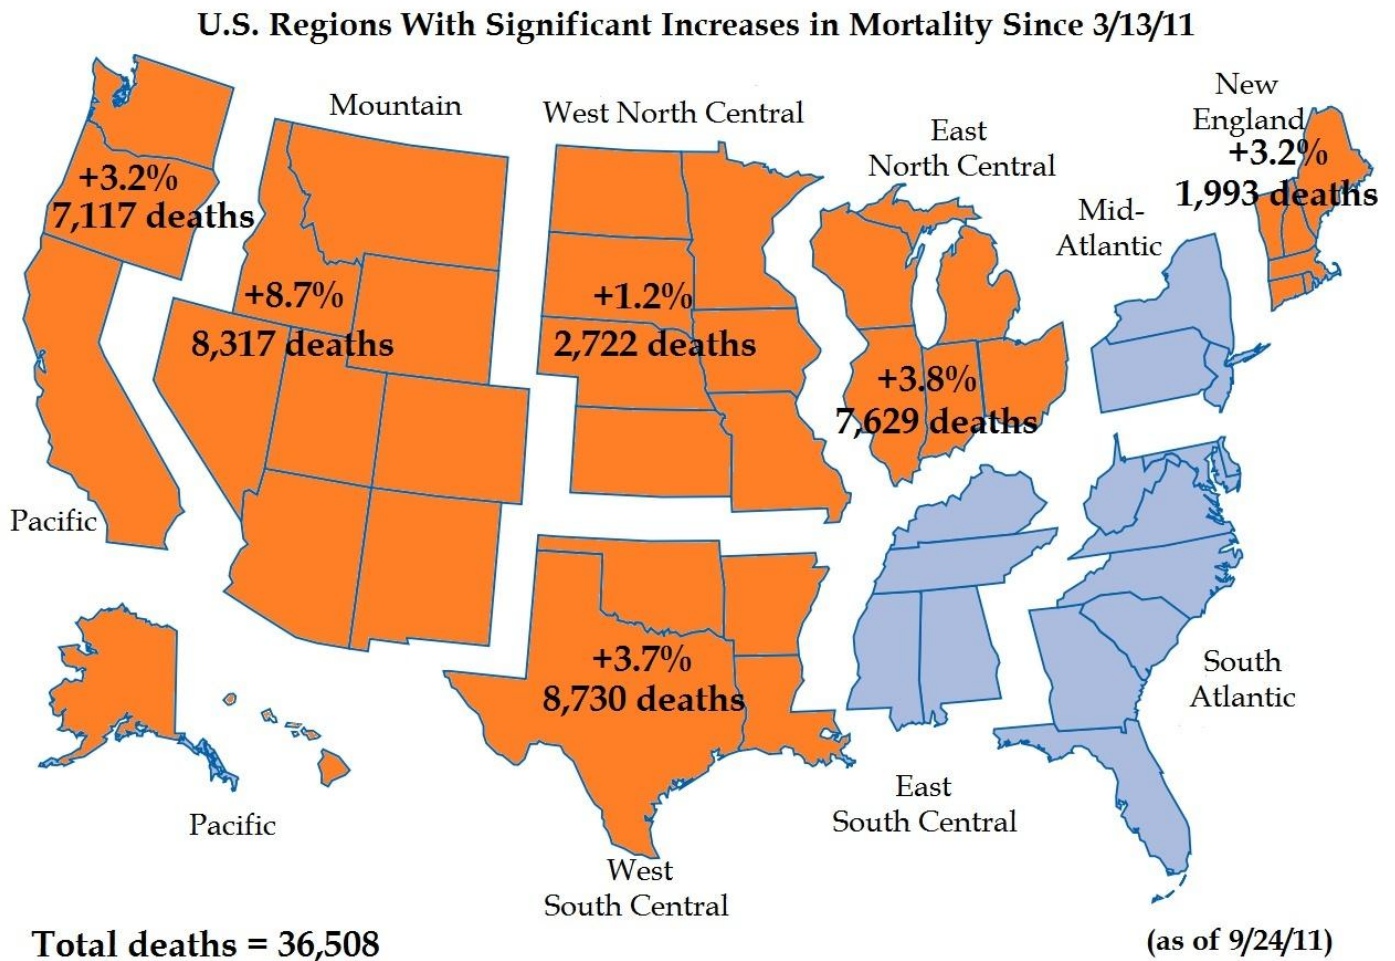 U.S. Regions With Significant Increases in Mortality Since 3/13/11
Mountain
West North Central
East
North Central
New
England
+3.2%
1,993 deaths
+3.2%
7,117 deaths
Mid-
Atlantic
+8.7%
8,317 deaths
+1.2%
2,722 deaths
+3.8%
7,629 deaths
Pacific
+3.7%
8,730 deaths
South
Atlantic
Pacific
East
South Central
West
South Central
Total deaths = 36,508
(as of 9/24/11)